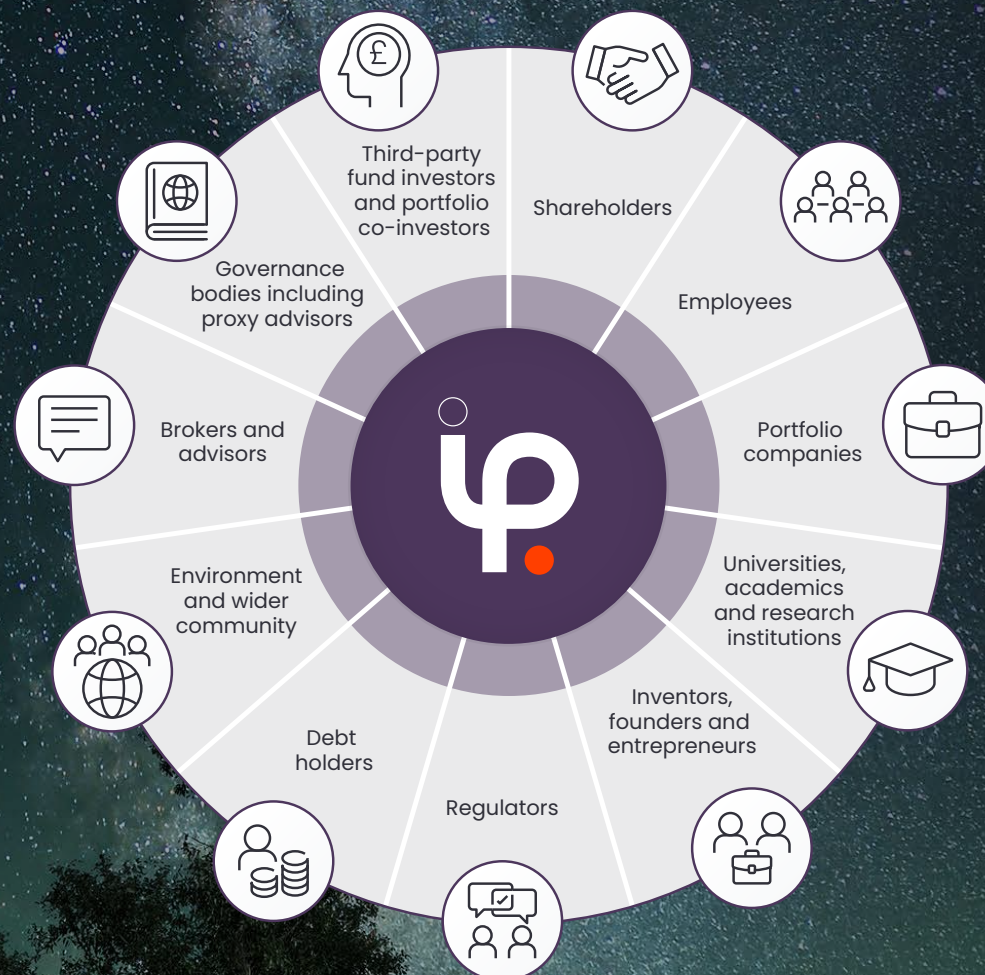 £
Third-party
fund investors
and portfolio
co-investors
Shareholders
Employees
Portfolio
companies
Universities,
academics
and research
institutions
Inventors,
founders and
entrepreneurs
Regulators
Debt
holders
Environment
and wider
community
Brokers and
advisors
Governance
bodies including
proxy advisors
ip.